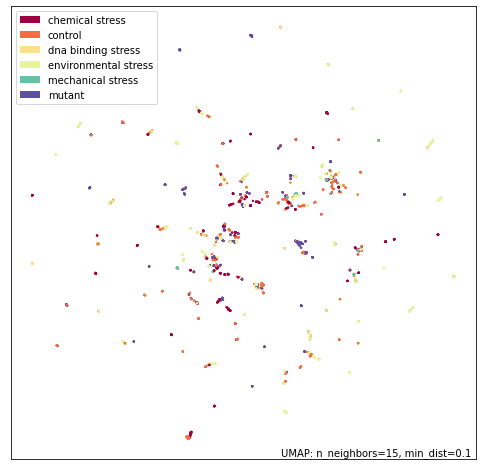 chemical stress
control
dna binding stress
environmental stress
mechanical stress
mutant
UMAP: n_neighbors=15, min_dist=0.1